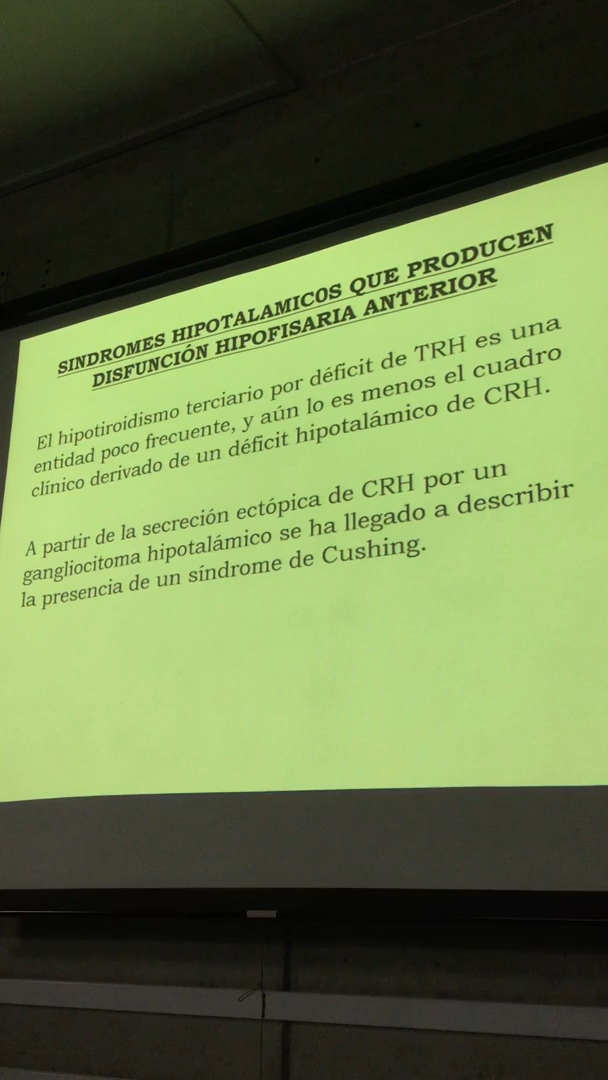 SINDROMES HIPOTALAMIC0S QUE PRODUCEN
DISFUNCIÓN HIPOFISARIA ANTERIOR
El hipotiroidismo terciario por déficit de TRH es una
entidad poco frecuente, y aún lo es menos el cuadro
clínico derivado de un déficit hipotalámico de CRH.
A partir de la secreción ectópica de CRH por un
gangliocitoma hipotalámico se ha llegado a describir
la presencia de un síndrome de Cushing.